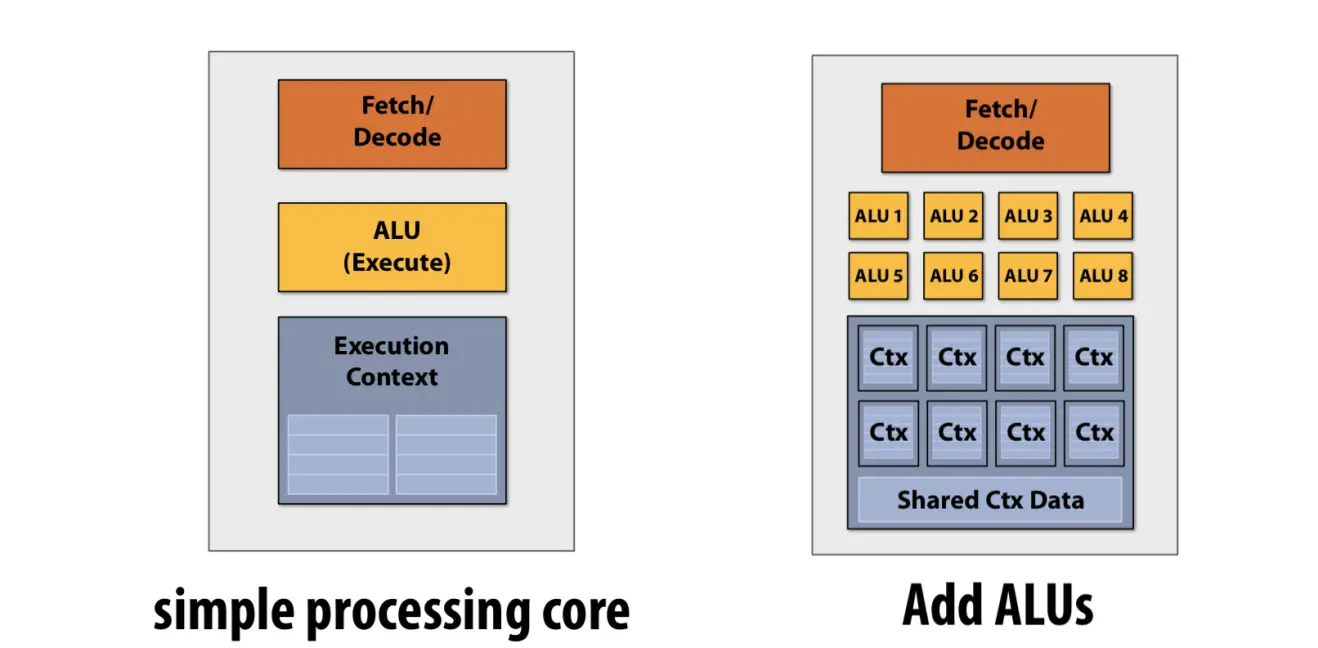 Fetch/
Decode
ALU
(Execute)
Execution
Context
simple processing core
Fetch/
Decode
ALU 1 ALU 2 ALU 3 ALU 4
ALU 5 ALU 6 ALU 7 ALU 8
Ctx Ctx Ctx Ctx
Ctx Ctx Ctx Ctx
Shared Ctx Data
Add ALUs